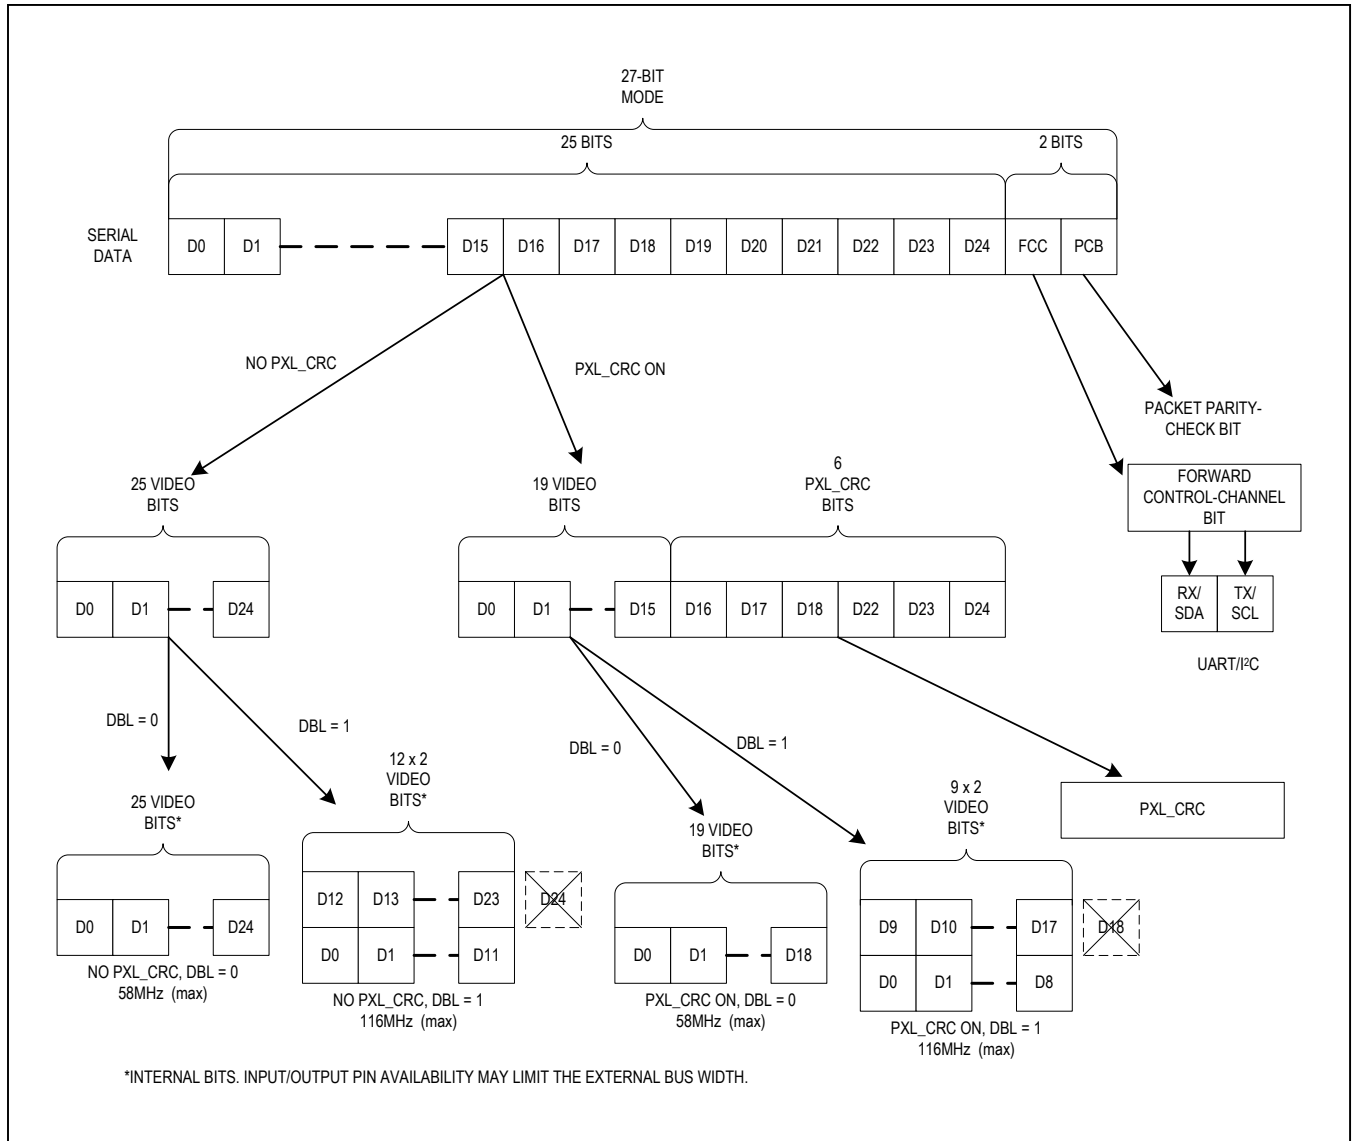 27-BIT
MODE
25 BITS
2 BITS
SERIAL
DATA
D0 D1 D15 D16 D17 D18 D19 D20 D21 D22 D23 D24 FCC PCB
NO PXL_CRC
PXL_CRC ON
PACKET PARITY-
CHECK BIT
25 VIDEO
BITS
19 VIDEO
BITS
6
PXL_CRC
BITS
FORWARD
CONTROL-CHANNEL
BIT
D0 D1 D24
D0 D1 D15 D16 D17 D18 D22 D23 D24
RX/
SDA
TX/
SCL
UART/I²C
DBL = 0
DBL = 1
DBL = 0
DBL = 1
25 VIDEO
BITS*
12 x 2
VIDEO
BITS*
19 VIDEO
BITS*
9 x 2
VIDEO
BITS*
PXL_CRC
D0 D1 D24
NO PXL_CRC, DBL = 0
58MHz (max)
D12 D13 D23 D24
D0 D1 D11
NO PXL_CRC, DBL = 1
116MHz (max)
D0 D1 D18
PXL_CRC ON, DBL = 0
58MHz (max)
D9 D10 D17 D18
D0 D1 D8
PXL_CRC ON, DBL = 1
116MHz (max)
*INTERNAL BITS. INPUT/OUTPUT PIN AVAILABILITY MAY LIMIT THE EXTERNAL BUS WIDTH.